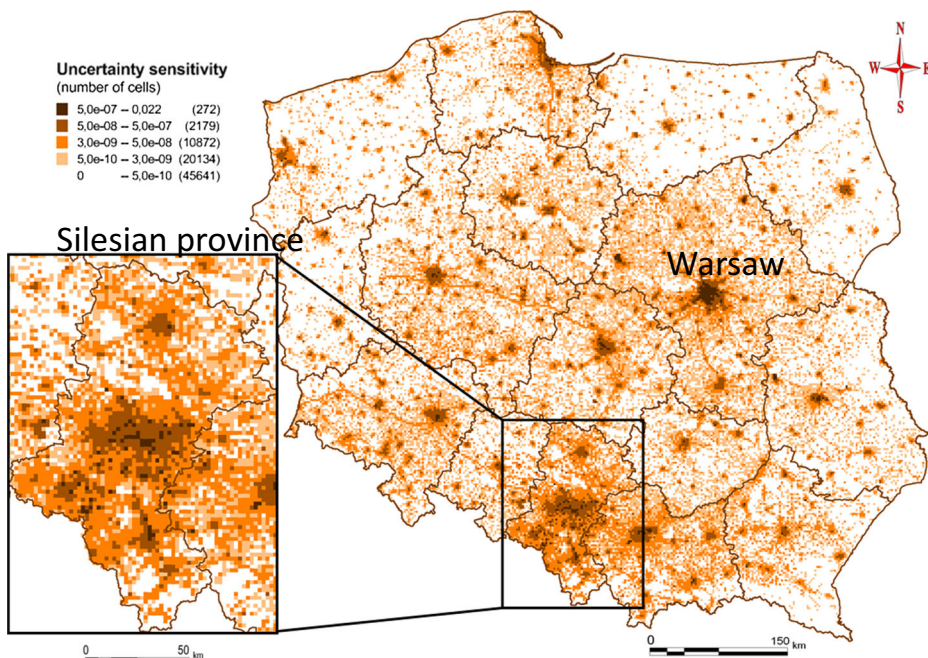 Uncertainty sensitivity
(number of cells)
5,0e-07 – 0,022 (272)
5,0e-08 – 5,0e-07 (2179)
3,0e-09 – 5,0e-08 (10872)
5,0e-10 – 3,0e-09 (20134)
0 – 5,0e-10 (45641)
N
W E
S
Silesian province
Warsaw
0 50 km
0 150 km